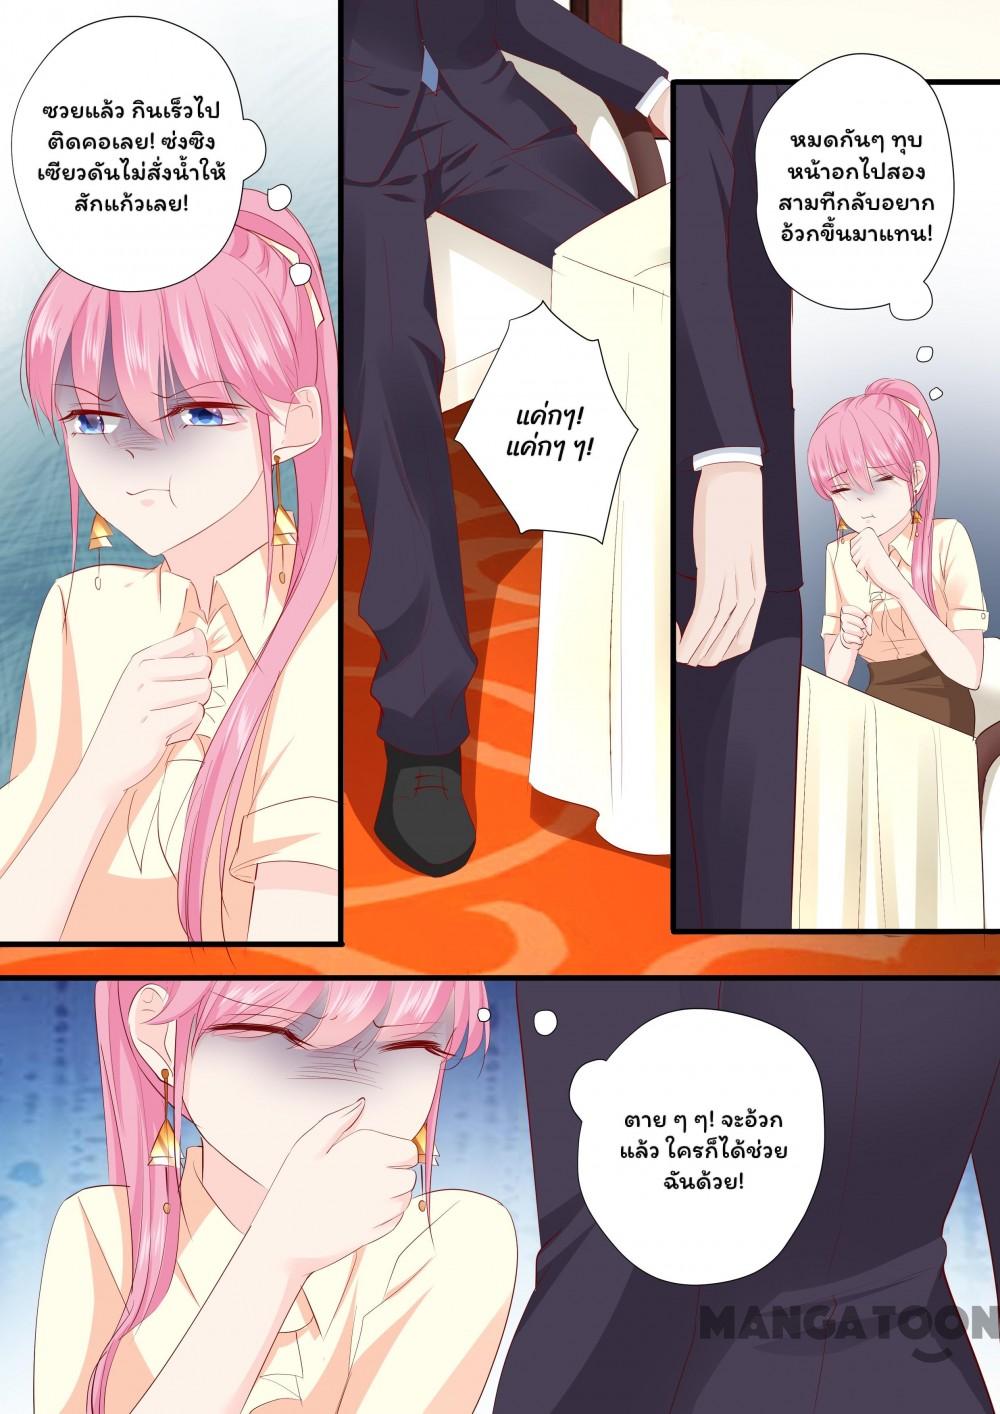 ซวยแล้ว กินเร็วไป
ติดคอเลย! ซ่งซิง
เซียวดันไม่สั่งน้ำให้
สักแก้วเลย!
แค่กๆ!
แค่กๆ ๆ!
หมดกันๆ ทุบ
หน้าอกไปสอง
สามทีกลับอยาก
อ้วกขึ้นมาแทน!
ตาย ๆ ๆ! จะอ้วก
แล้ว ใครก็ได้ช่วย
ฉันด้วย!
MANGATOON